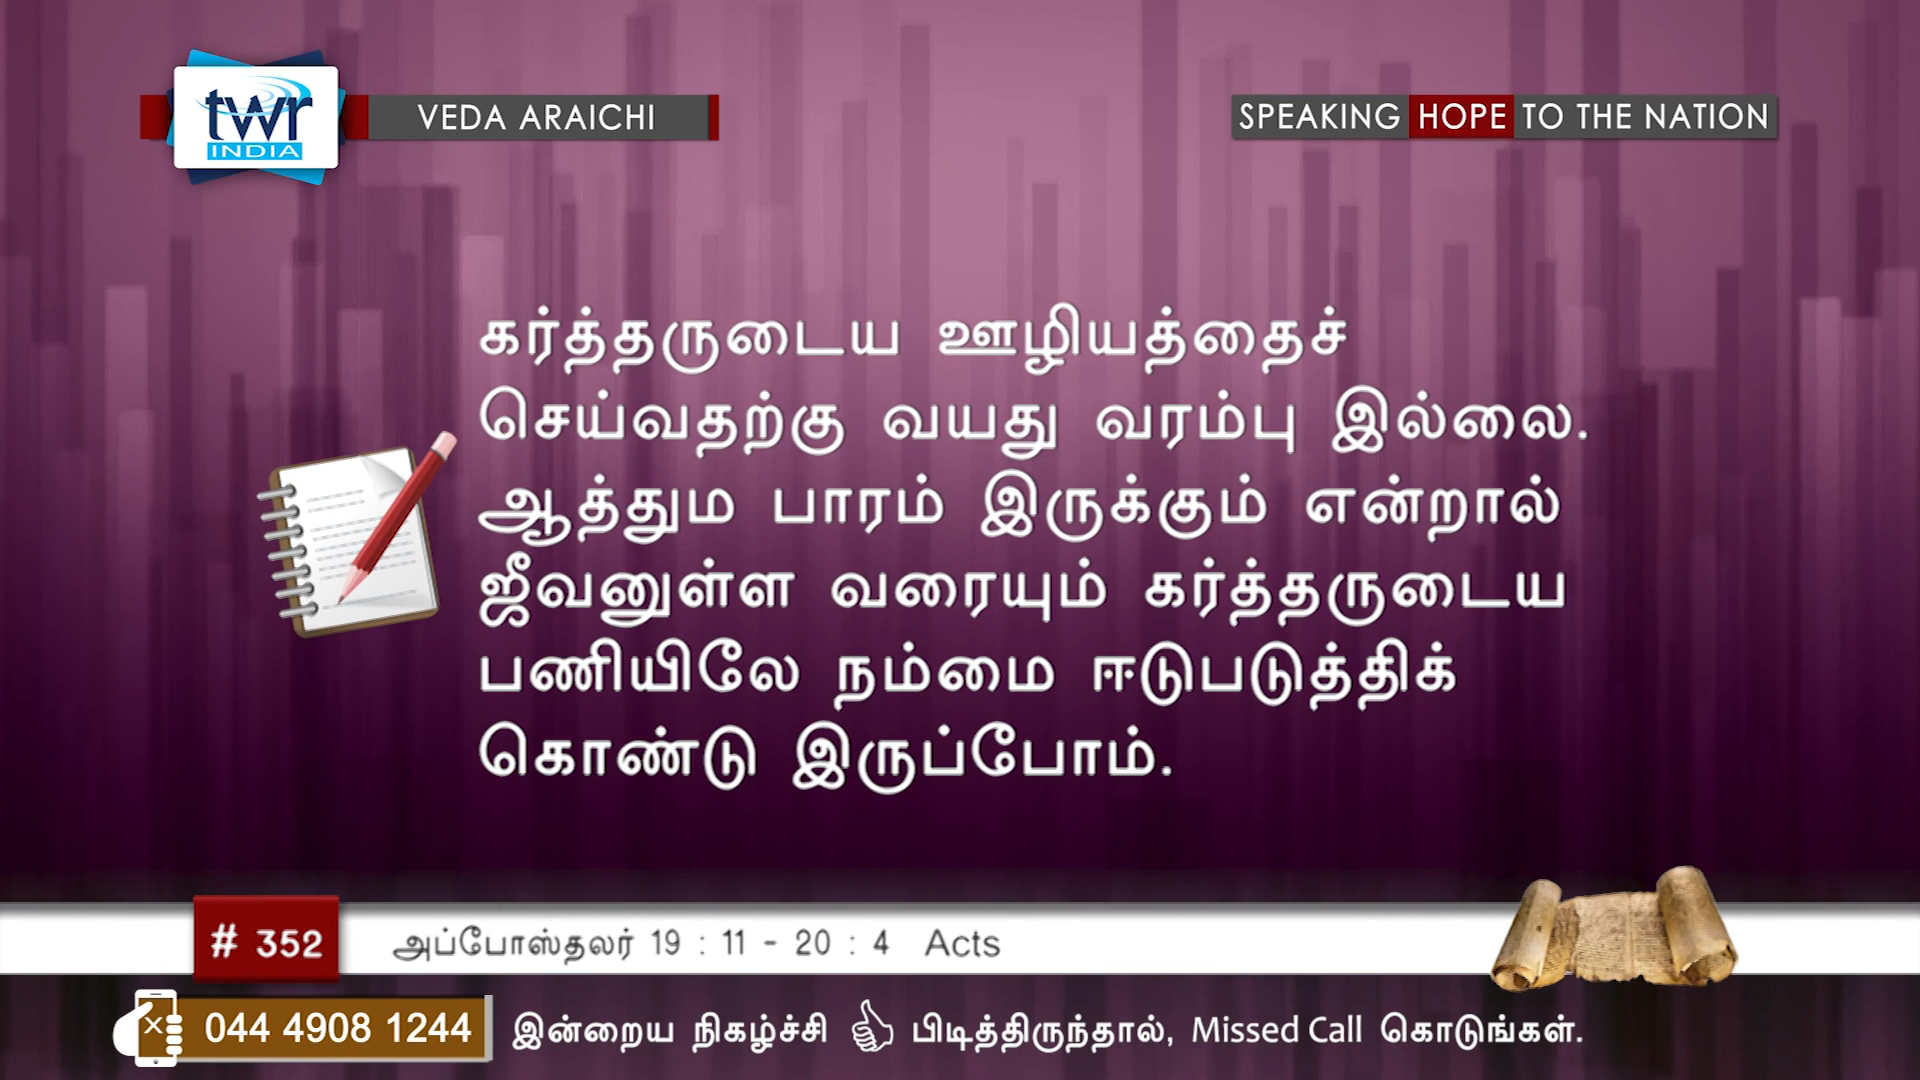 twr
INDIA
VEDA ARAICHI
SPEAKING HOPE TO THE NATION
கர்த்தருடைய ஊழியத்தைச்
செய்வதற்கு வயது வரம்பு இல்லை.
ஆத்தும பாரம் இருக்கும் என்றால்
ஜீவனுள்ள வரையும் கர்த்தருடைய
பணியிலே நம்மை ஈடுபடுத்திக்
கொண்டு இருப்போம்.
# 352
அப்போஸ்தலர் 19 : 11 - 20 : 4 Acts
044 4908 1244
இன்றைய நிகழ்ச்சி பிடித்திருந்தால், Missed Call கொடுங்கள்.